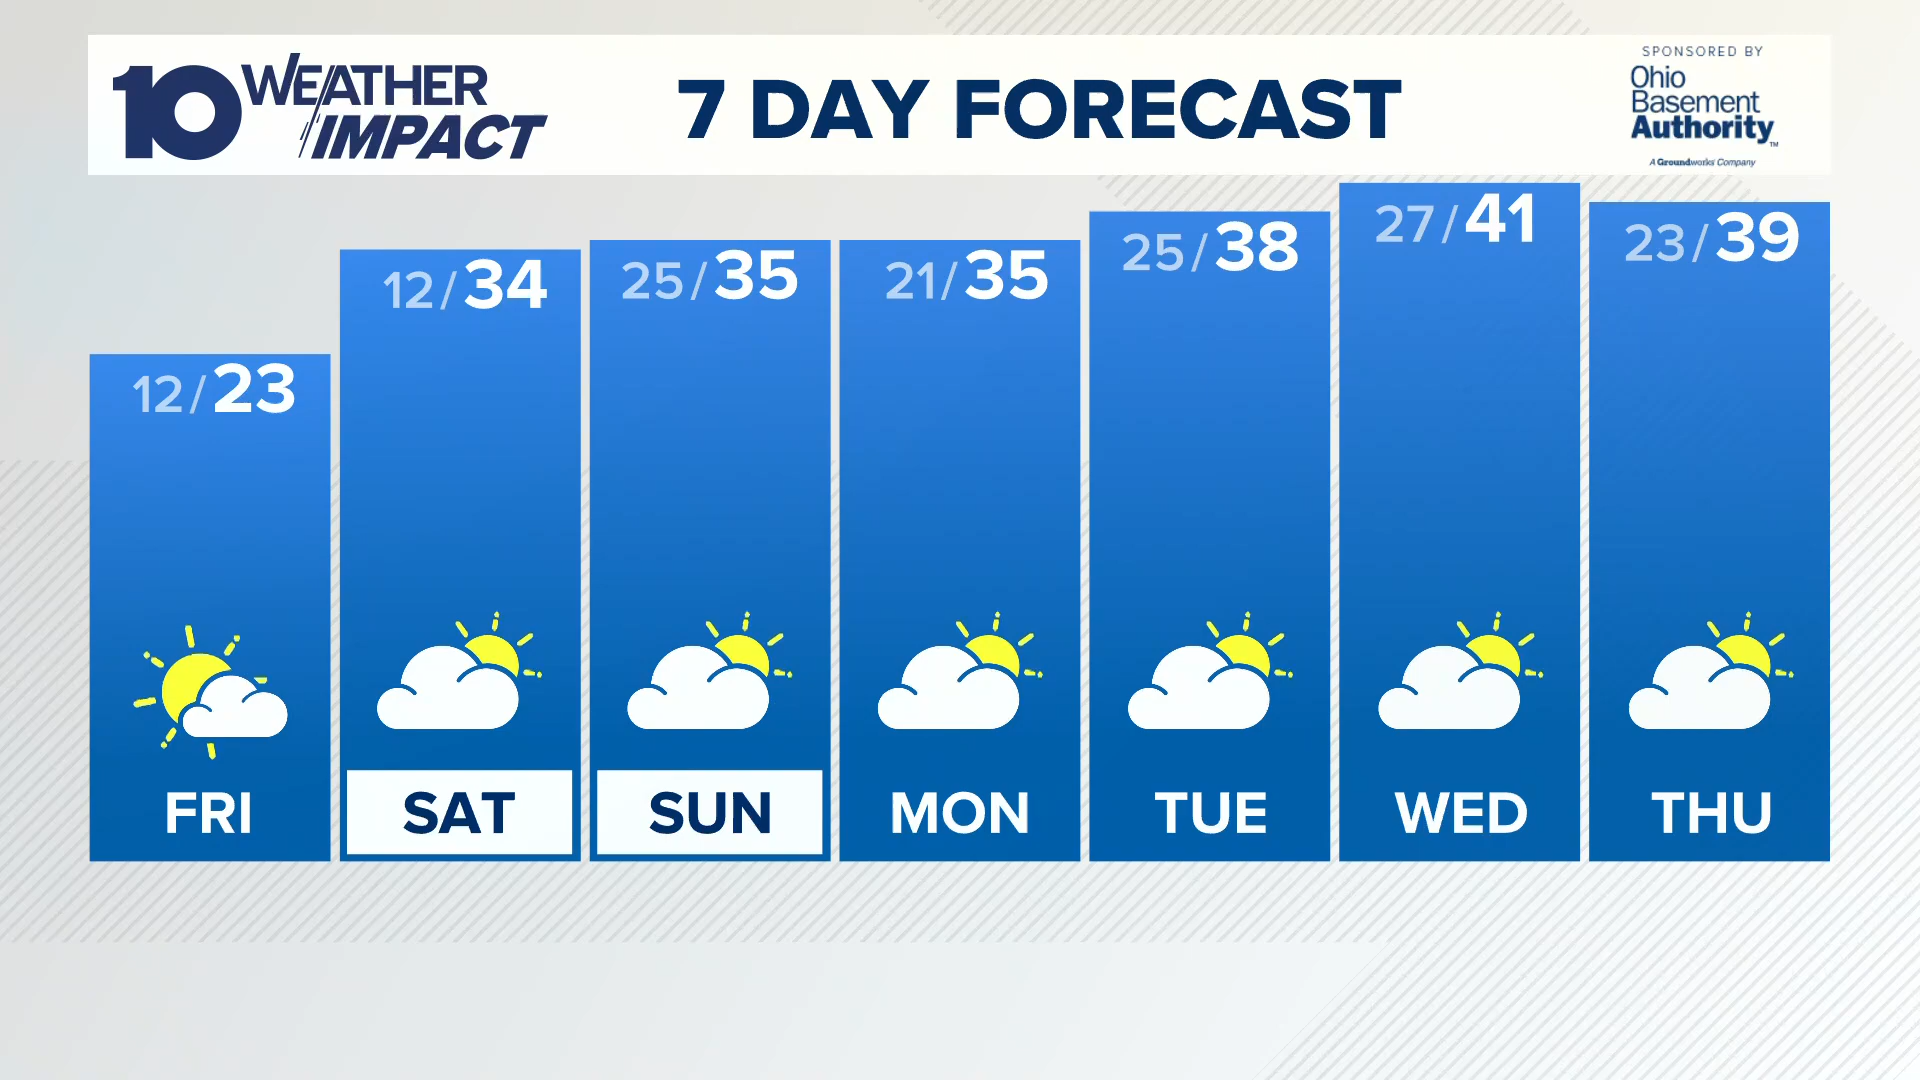 10 WEATHER IMPACT
7 DAY FORECAST
SPONSORED BY
Ohio
Basement
Authority™
A Groundworks Company
12/23
12/34
25/35
21/35
25/38
27/41
23/39
FRI
SAT
SUN
MON
TUE
WED
THU